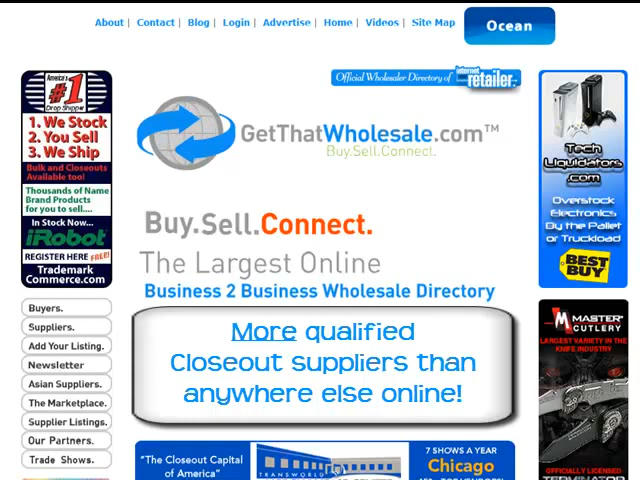 About | Contact | Blog | Login | Advertise | Home | Videos | Site Map
Ocean
America's
#1
Drop Shipper
1. We Stock
2. You Sell
3. We Ship
Bulk and Closeouts
Available too!
Thousands of Name
Brand Products
for you to sell....
In Stock Now...
iRobot
REGISTER HERE FREE!
Trademark
Commerce.com
Official Wholesaler Directory of internet retailer
GetThatWholesale.com™
Buy.Sell.Connect.
Buy.Sell.Connect.
The Largest Online
Business 2 Business Wholesale Directory
More qualified
Closeout suppliers than
anywhere else online!
Tech
Liquidators
.com
Overstock
Electronics
By the Pallet
or Truckload
BEST
BUY
Buyers.
Suppliers.
Add Your Listing.
Newsletter
Asian Suppliers.
The Marketplace.
Supplier Listings.
Our Partners.
Trade Shows.
MASTER
CUTLERY
LARGEST VARIETY IN THE
KNIFE INDUSTRY
OFFICIALLY LICENSED
"The Closeout Capital
of America"
TRANSWORLD
7 SHOWS A YEAR
Chicago